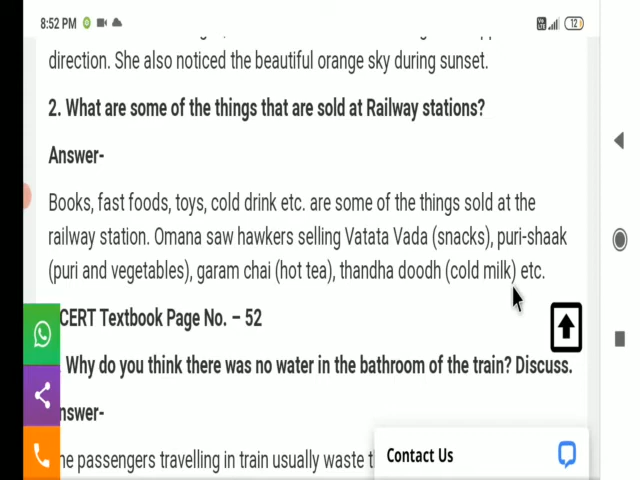 8:52 PM
12
direction. She also noticed the beautiful orange sky during sunset.
2. What are some of the things that are sold at Railway stations?
Answer-
Books, fast foods, toys, cold drink etc. are some of the things sold at the
railway station. Omana saw hawkers selling Vatata Vada (snacks), puri-shaak
(puri and vegetables), garam chai (hot tea), thandha doodh (cold milk) etc.
CERT Textbook Page No. – 52
. Why do you think there was no water in the bathroom of the train? Discuss.
nswer-
he passengers travelling in train usually waste t
Contact Us